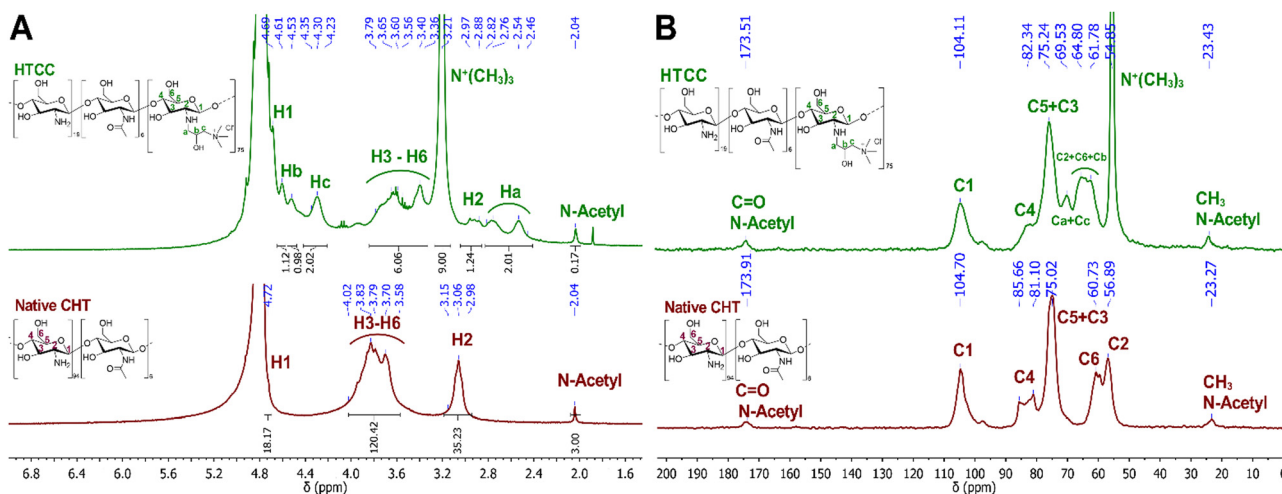 A
4.69
4.61
4.53
4.35
4.30
4.23
3.79
3.65
3.60
3.56
3.40
3.36
3.21
2.97
2.88
2.82
2.76
2.54
2.46
2.04
HTCC
H1
Hb
Hc
H3 - H6
N⁺(CH₃)₃
H2
Ha
N-Acetyl
1.12
0.98
2.02
6.06
9.00
1.24
2.01
0.17
Native CHT
4.72
4.02
3.83
3.79
3.70
3.58
3.15
3.06
2.98
2.04
H1
H3-H6
H2
N-Acetyl
18.17
120.42
35.23
3.00
6.8 6.4 6.0 5.6 5.2 4.8 4.4 4.0 3.6 3.2 2.8 2.4 2.0 1.6
δ (ppm)
B
173.51
104.11
82.34
75.24
69.53
64.80
61.78
54.85
23.43
HTCC
N⁺(CH₃)₃
C5+C3
C2+C6+Cb
C1
C4
Ca+Cc
C=O
N-Acetyl
CH₃
N-Acetyl
173.91
104.70
85.66
81.10
75.02
60.73
56.89
23.27
Native CHT
C5+C3
C1
C4
C6
C2
C=O
N-Acetyl
CH₃
N-Acetyl
200 190 180 170 160 150 140 130 120 110 100 90 80 70 60 50 40 30 20 10 0
δ (ppm)